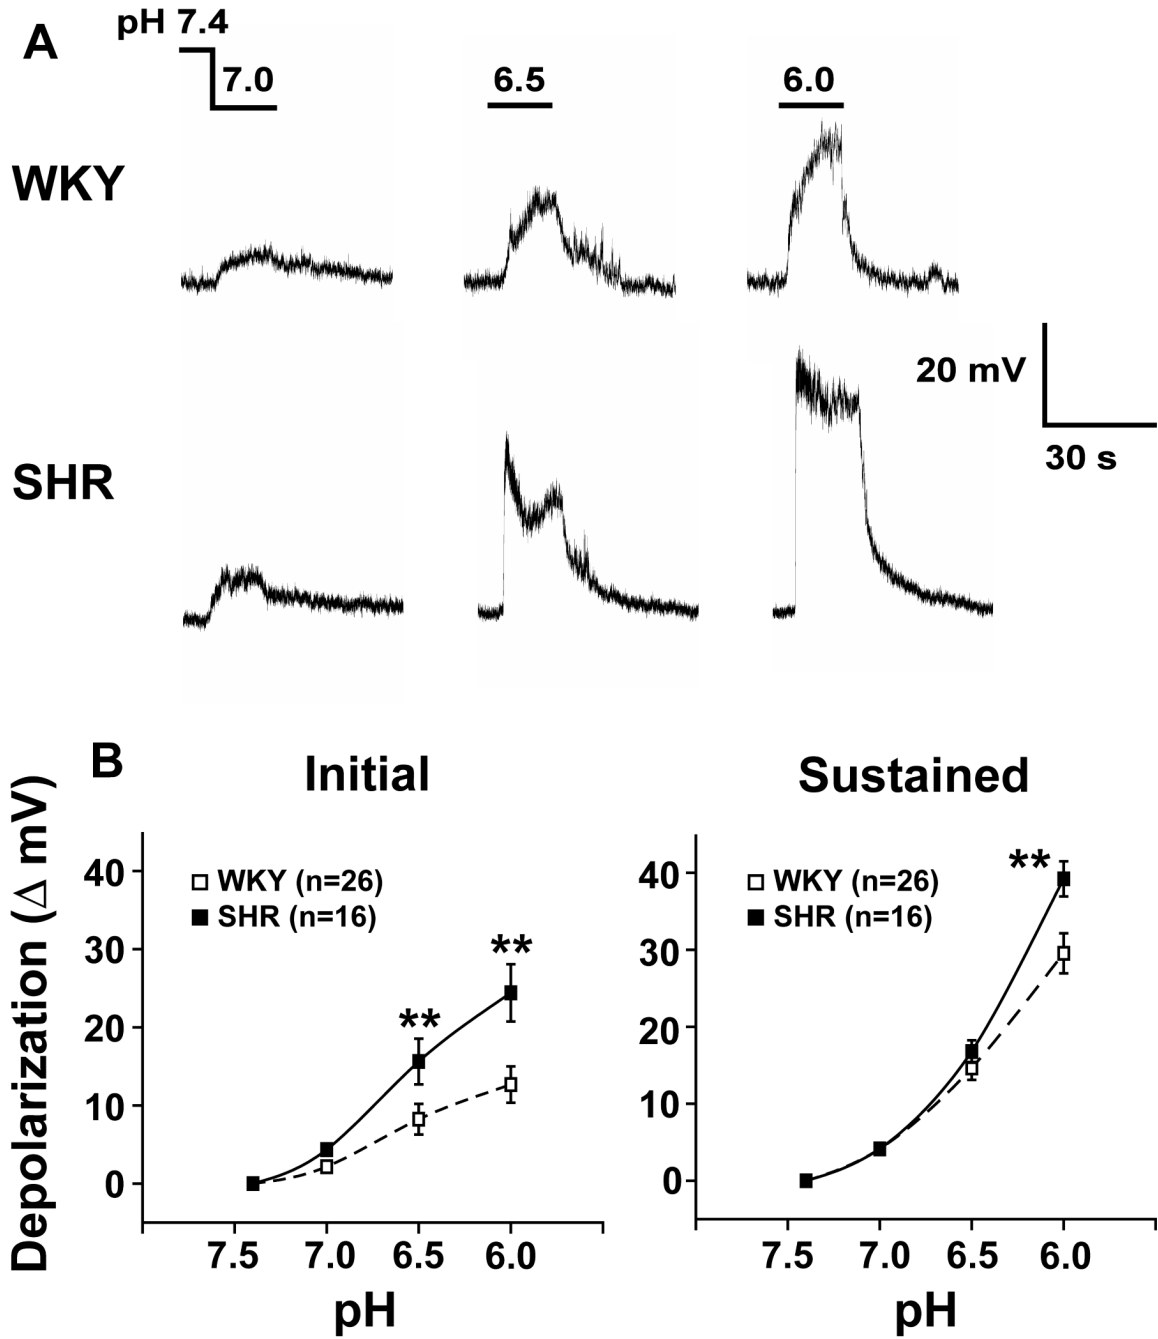 A
pH 7.4
7.0
6.5
6.0
WKY
20 mV
30 s
SHR
B
Initial
Sustained
Depolarization (Δ mV)
40
30
20
10
0
WKY (n=26)
SHR (n=16)
**
**
7.5 7.0 6.5 6.0
pH
40
30
20
10
0
WKY (n=26)
SHR (n=16)
**
7.5 7.0 6.5 6.0
pH